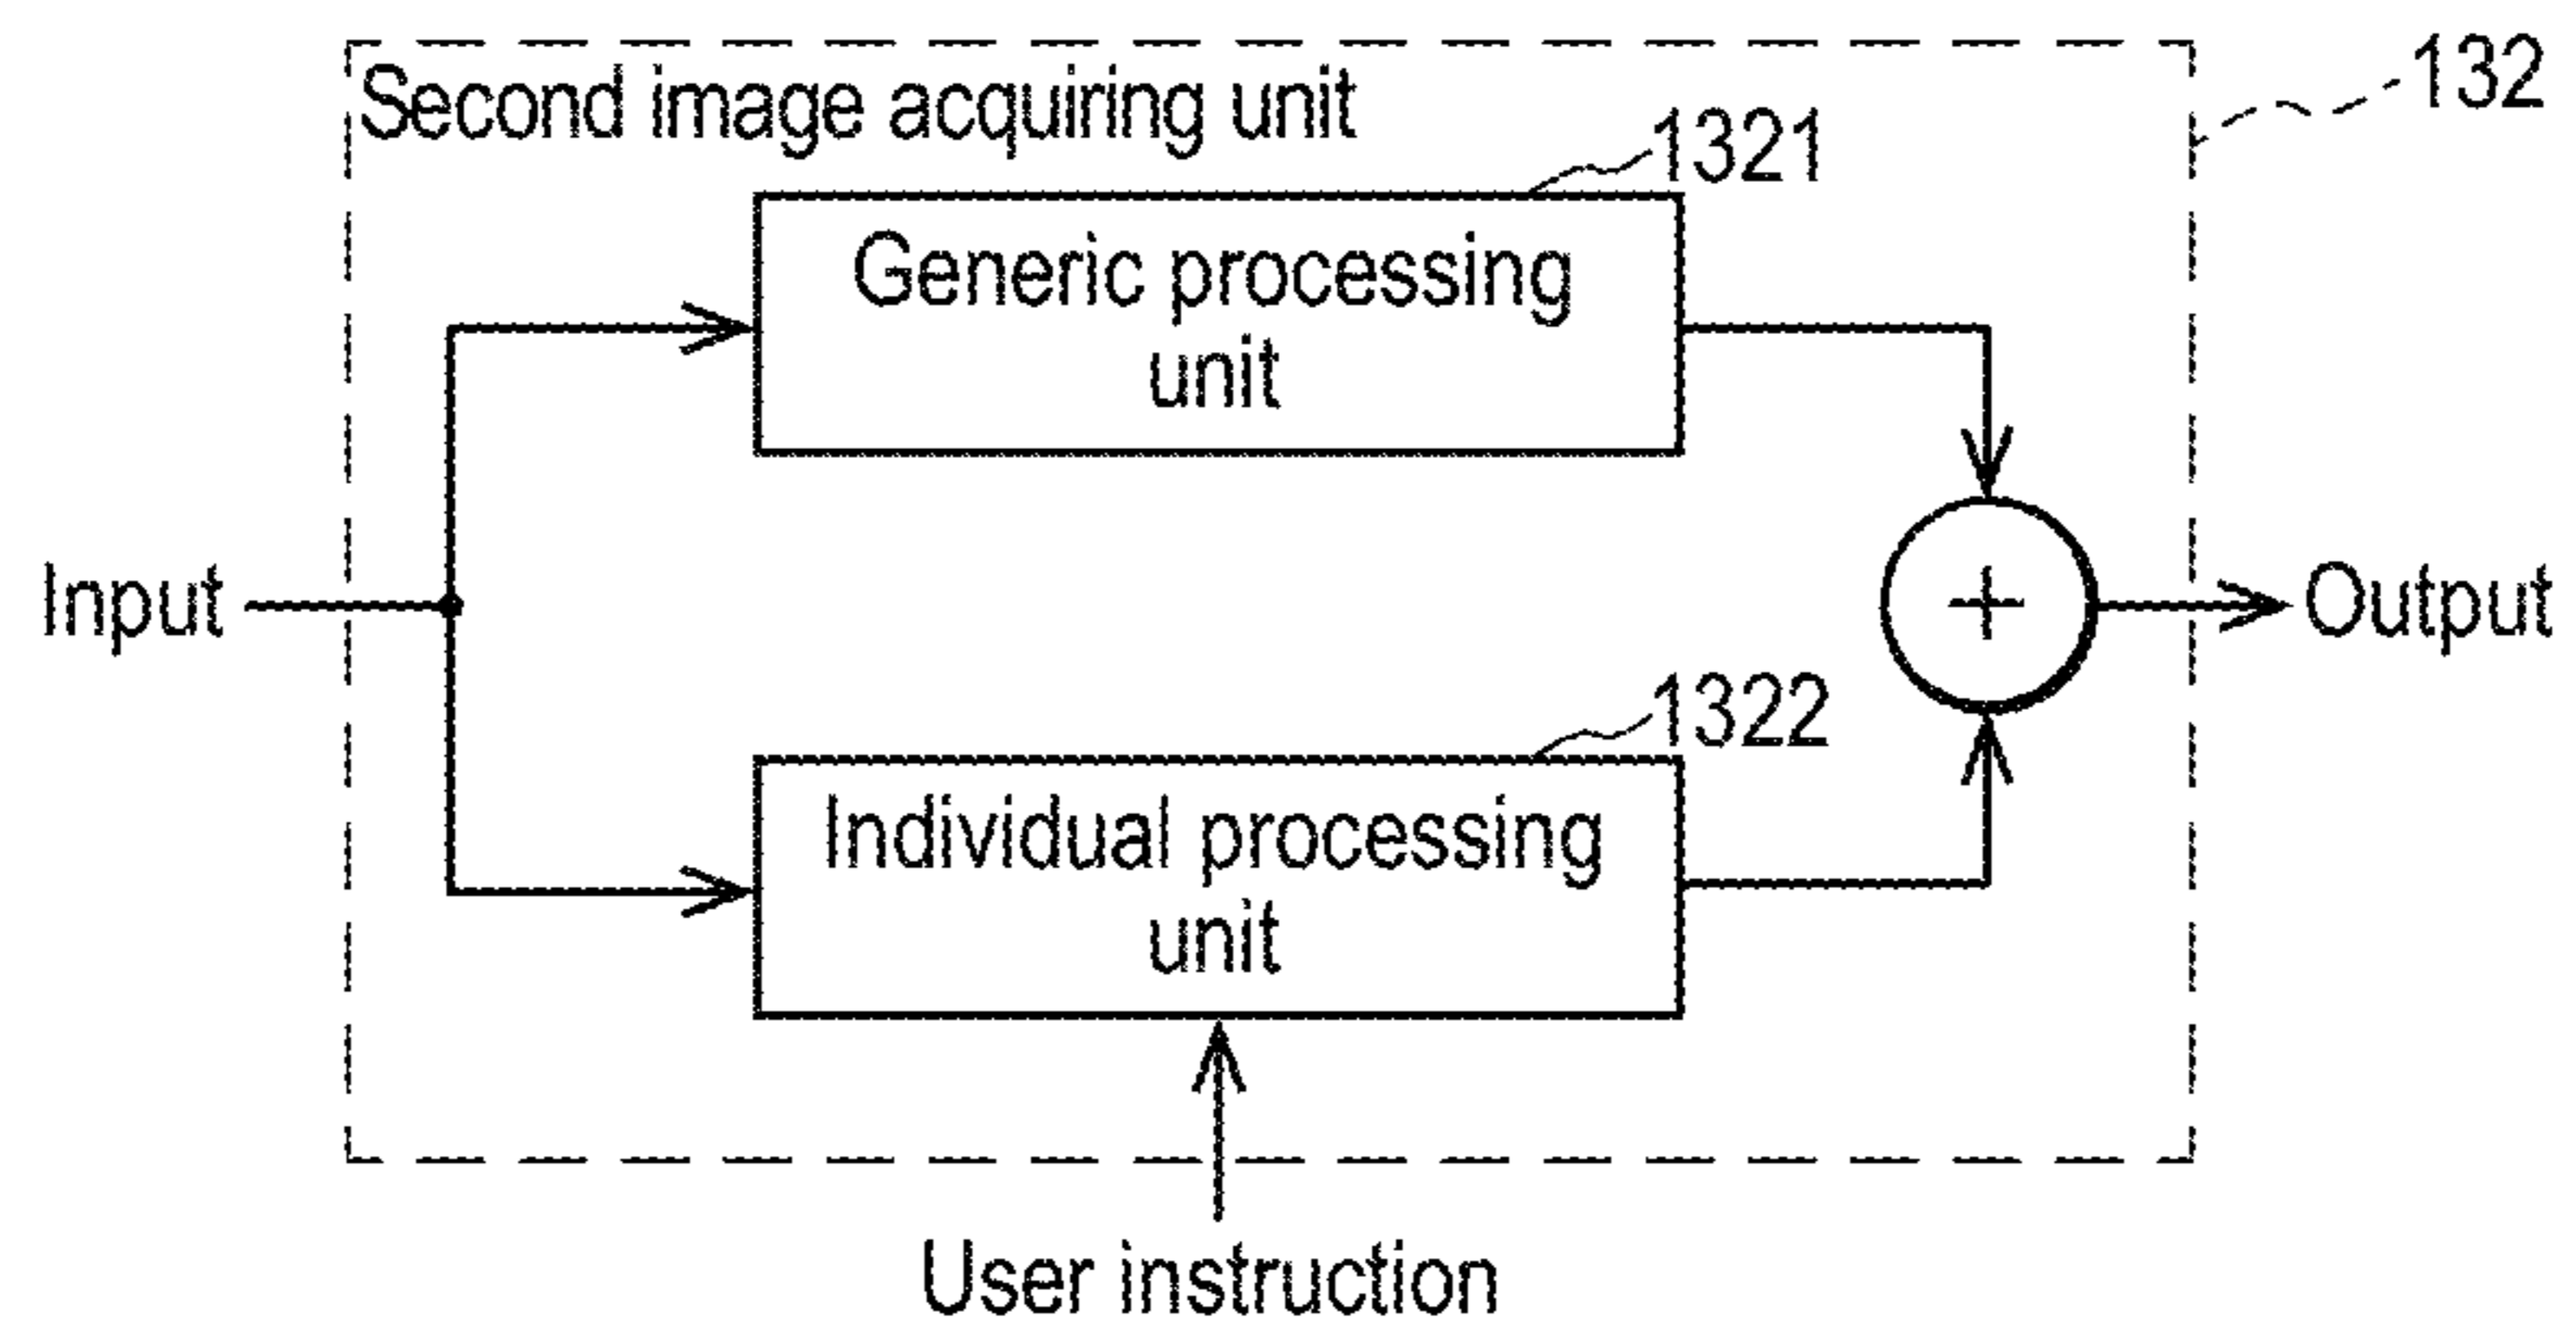 Second image acquiring unit
132
1321
Generic processing
unit
Input
+
Output
1322
Individual processing
unit
User instruction